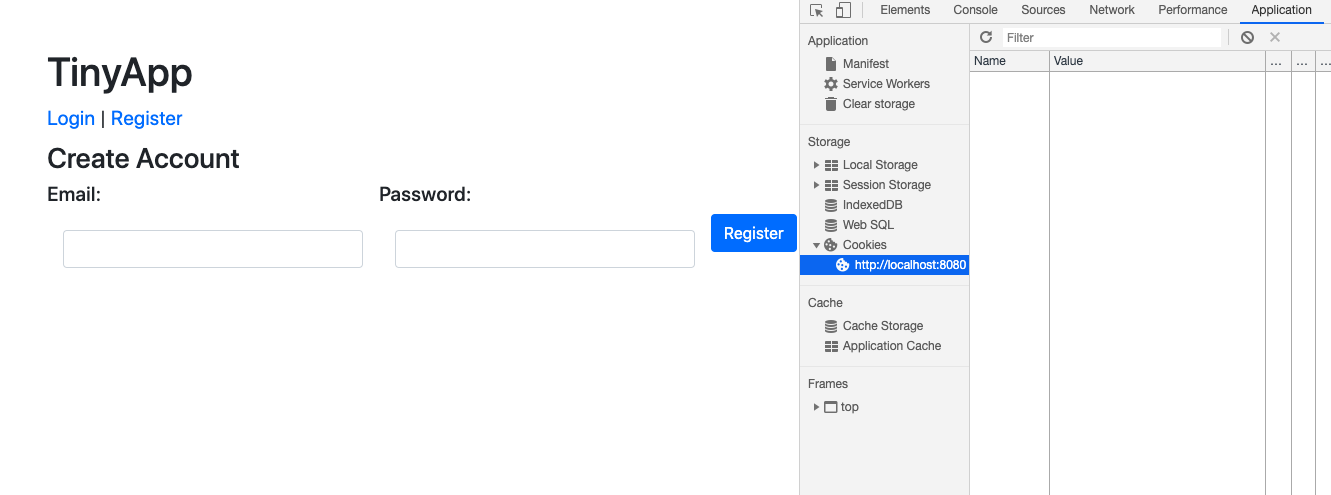 TinyApp
Login | Register
Create Account
Email: Password:
Register
Elements Console Sources Network Performance Application
Application
Manifest
Service Workers
Clear storage
Storage
Local Storage
Session Storage
IndexedDB
Web SQL
Cookies
http://localhost:8080
Cache
Cache Storage
Application Cache
Frames
top
Filter
Name Value ... ... ...